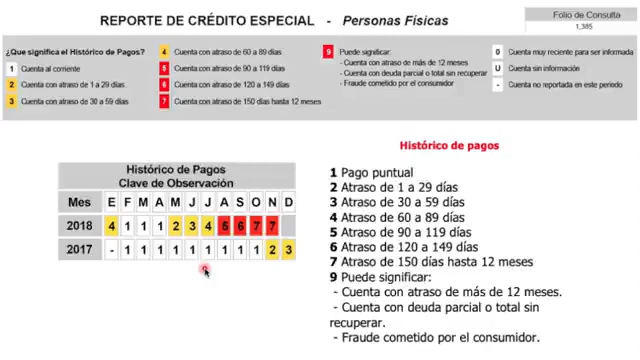 REPORTE DE CRÉDITO ESPECIAL - Personas Físicas
Folio de Consulta
1,385
¿Que significa el Histórico de Pagos?
1 Cuenta al corriente
2 Cuenta con atraso de 1 a 29 días
3 Cuenta con atraso de 30 a 59 días
4 Cuenta con atraso de 60 a 89 días
5 Cuenta con atraso de 90 a 119 días
6 Cuenta con atraso de 120 a 149 días
7 Cuenta con atraso de 150 días hasta 12 meses
9 Puede significar:
- Cuenta con atraso de más de 12 meses
- Cuenta con deuda parcial o total sin recuperar
- Fraude cometido por el consumidor
0 Cuenta muy reciente para ser informada
U Cuenta sin información
- Cuenta no reportada en este periodo
Histórico de Pagos
Clave de Observación
Mes E F M A M J J A S O N D
2018 4 1 1 1 2 3 4 5 6 7 7
2017 - 1 1 1 1 1 1 1 1 1 2 3
Histórico de pagos
1 Pago puntual
2 Atraso de 1 a 29 días
3 Atraso de 30 a 59 días
4 Atraso de 60 a 89 días
5 Atraso de 90 a 119 días
6 Atraso de 120 a 149 días
7 Atraso de 150 días hasta 12 meses
9 Puede significar:
- Cuenta con atraso de más de 12 meses.
- Cuenta con deuda parcial o total sin
recuperar.
- Fraude cometido por el consumidor.